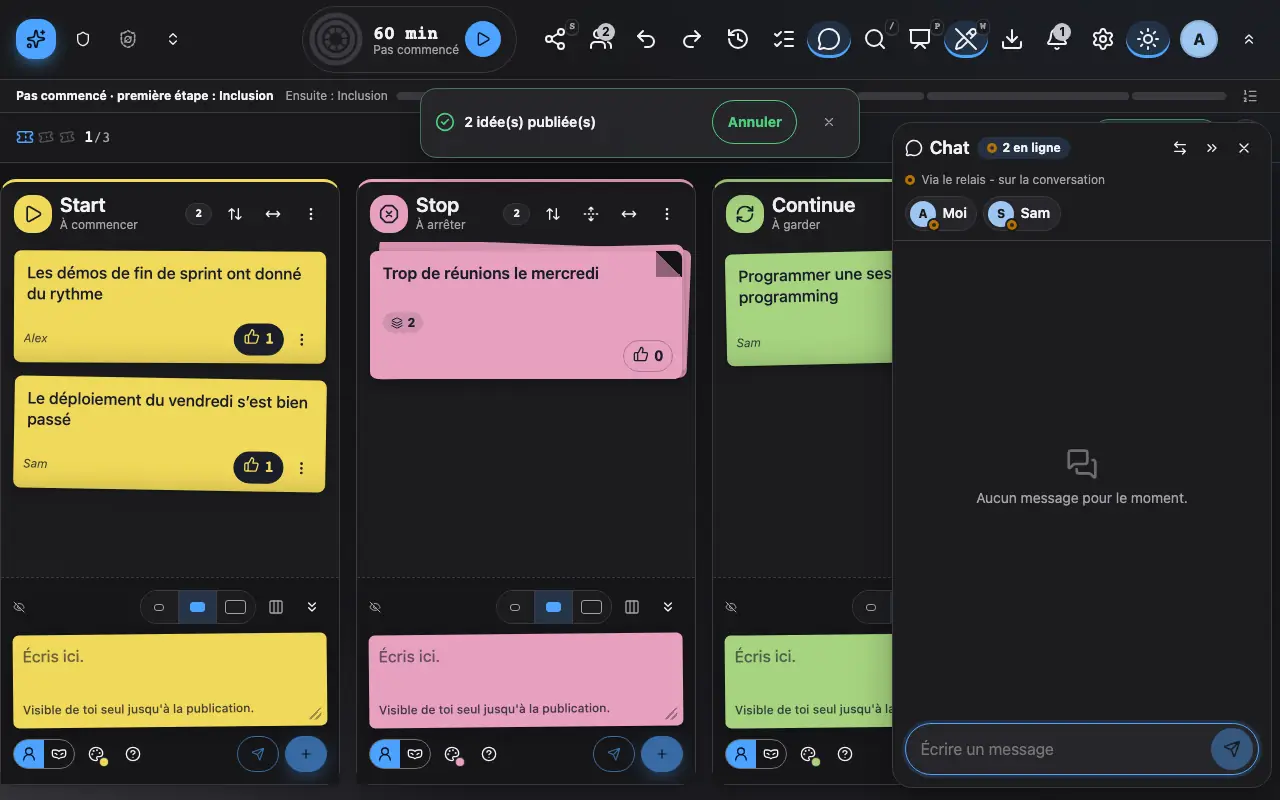 60 min
Pas commencé
S
2
/
P
W
1
A
Pas commencé · première étape : Inclusion
Ensuite : Inclusion
2 idée(s) publiée(s)
Annuler
1/3
Chat
2 en ligne
Via le relais - sur la conversation
A Moi
S Sam
Start
À commencer
2
Stop
À arrêter
2
Continue
À garder
Les démos de fin de sprint ont donné
du rythme
Alex
1
Le déploiement du vendredi s'est bien
passé
Sam
1
Trop de réunions le mercredi
2
0
Programmer une ses
programming
Sam
Aucun message pour le moment.
Écris ici.
Visible de toi seul jusqu'à la publication.
Écris ici.
Visible de toi seul jusqu'à la publication.
Écris ici.
Visible de toi seul jusqu'à la
Écrire un message